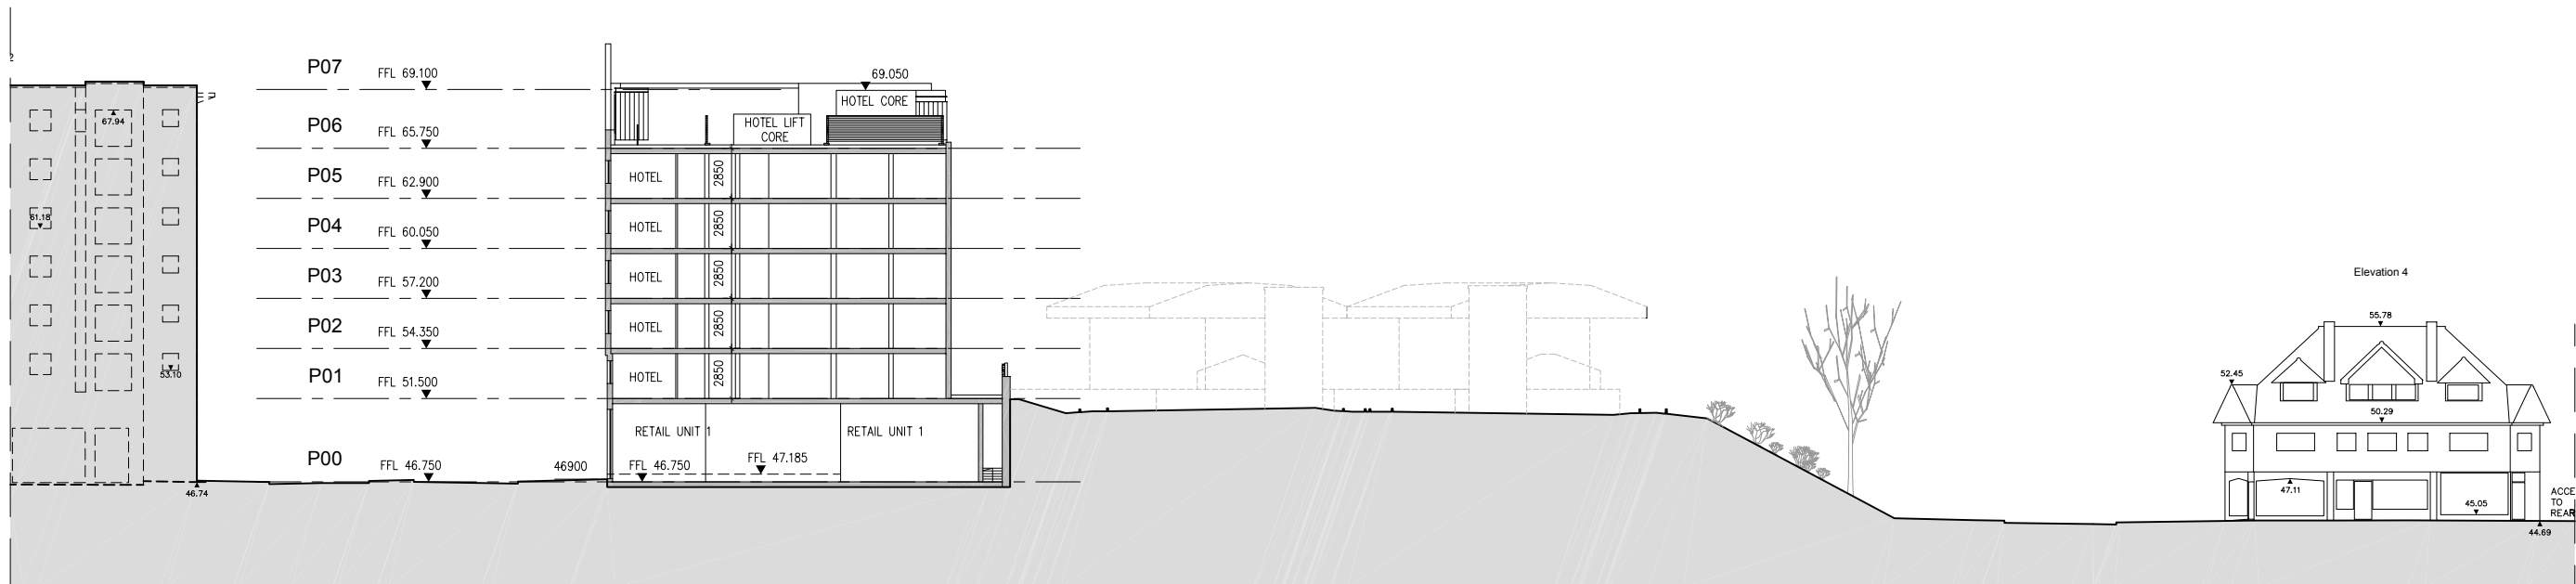 2
P07 FFL 69.100
69.050
HOTEL CORE
67.94
HOTEL LIFT
CORE
P06 FFL 65.750
P05 FFL 62.900
HOTEL 2850
61.18
P04 FFL 60.050
HOTEL 2850
P03 FFL 57.200
HOTEL 2850
P02 FFL 54.350
HOTEL 2850
53.10
P01 FFL 51.500
HOTEL 2850
RETAIL UNIT 1 RETAIL UNIT 1
P00 FFL 46.750
46900 FFL 46.750 FFL 47.185
46.74
Elevation 4
55.78
52.45
50.29
47.11
45.05
ACCE
TO
REAR
44.69